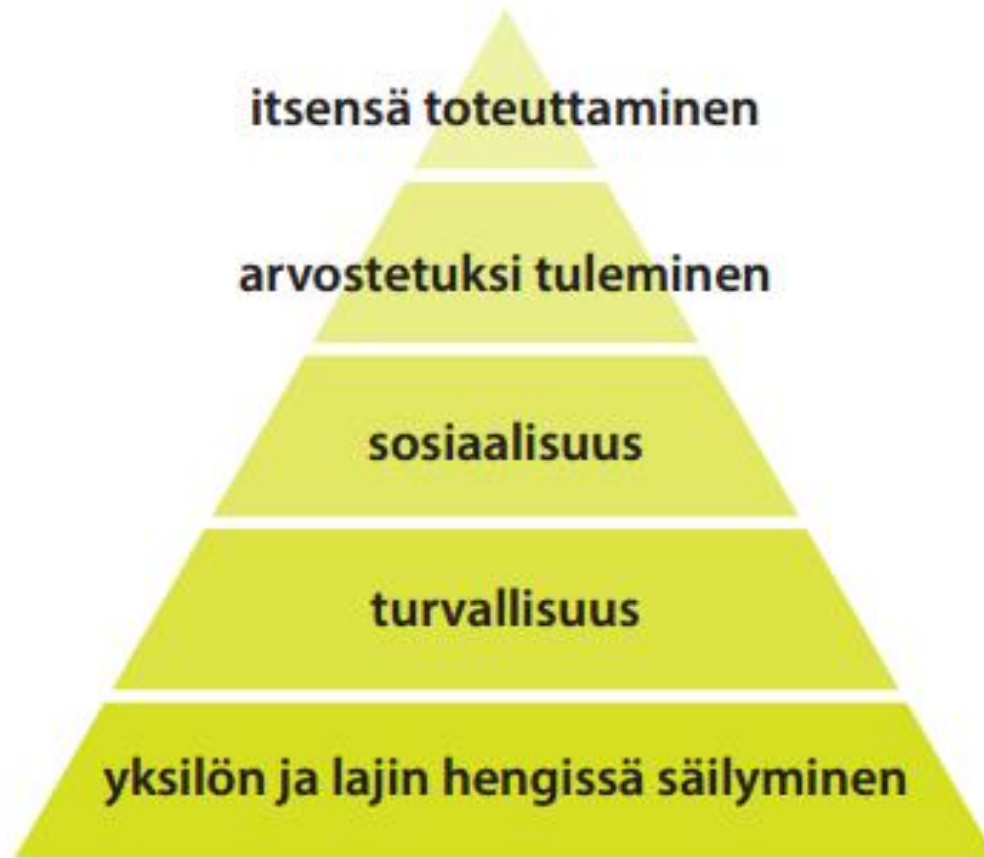 itsensä toteuttaminen
arvostetuksi tuleminen
sosiaalisuus
turvallisuus
yksilön ja lajin hengissä säilyminen